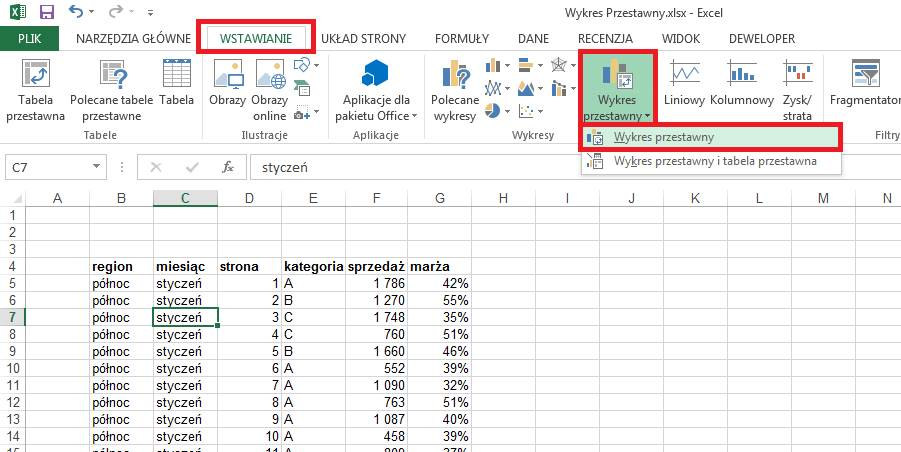 Wykres Przestawny.xlsx - Excel
PLIK NARZĘDZIA GŁÓWNE WSTAWIANIE UKŁAD STRONY FORMUŁY DANE RECENZJA WIDOK DEWELOPER
Tabela przestawna
Polecane tabele przestawne
Tabela
Obrazy
Obrazy online
Aplikacje dla pakietu Office
Polecane wykresy
Wykres przestawny
Liniowy
Kolumnowy
Zysk/strata
Fragmentator
Tabele Ilustracje Aplikacje Wykresy Filtry
Wykres przestawny
Wykres przestawny i tabela przestawna
C7 fx styczeń
A B C D E F G H I J K L M N
1
2
3
4 region miesiąc strona kategoria sprzedaż marża
5 północ styczeń 1 A 1 786 42%
6 północ styczeń 2 B 1 270 55%
7 północ styczeń 3 C 1 748 35%
8 północ styczeń 4 C 760 51%
9 północ styczeń 5 B 1 660 46%
10 północ styczeń 6 A 552 39%
11 północ styczeń 7 A 1 090 32%
12 północ styczeń 8 A 763 51%
13 północ styczeń 9 A 1 087 40%
14 północ styczeń 10 A 458 39%
północ styczeń